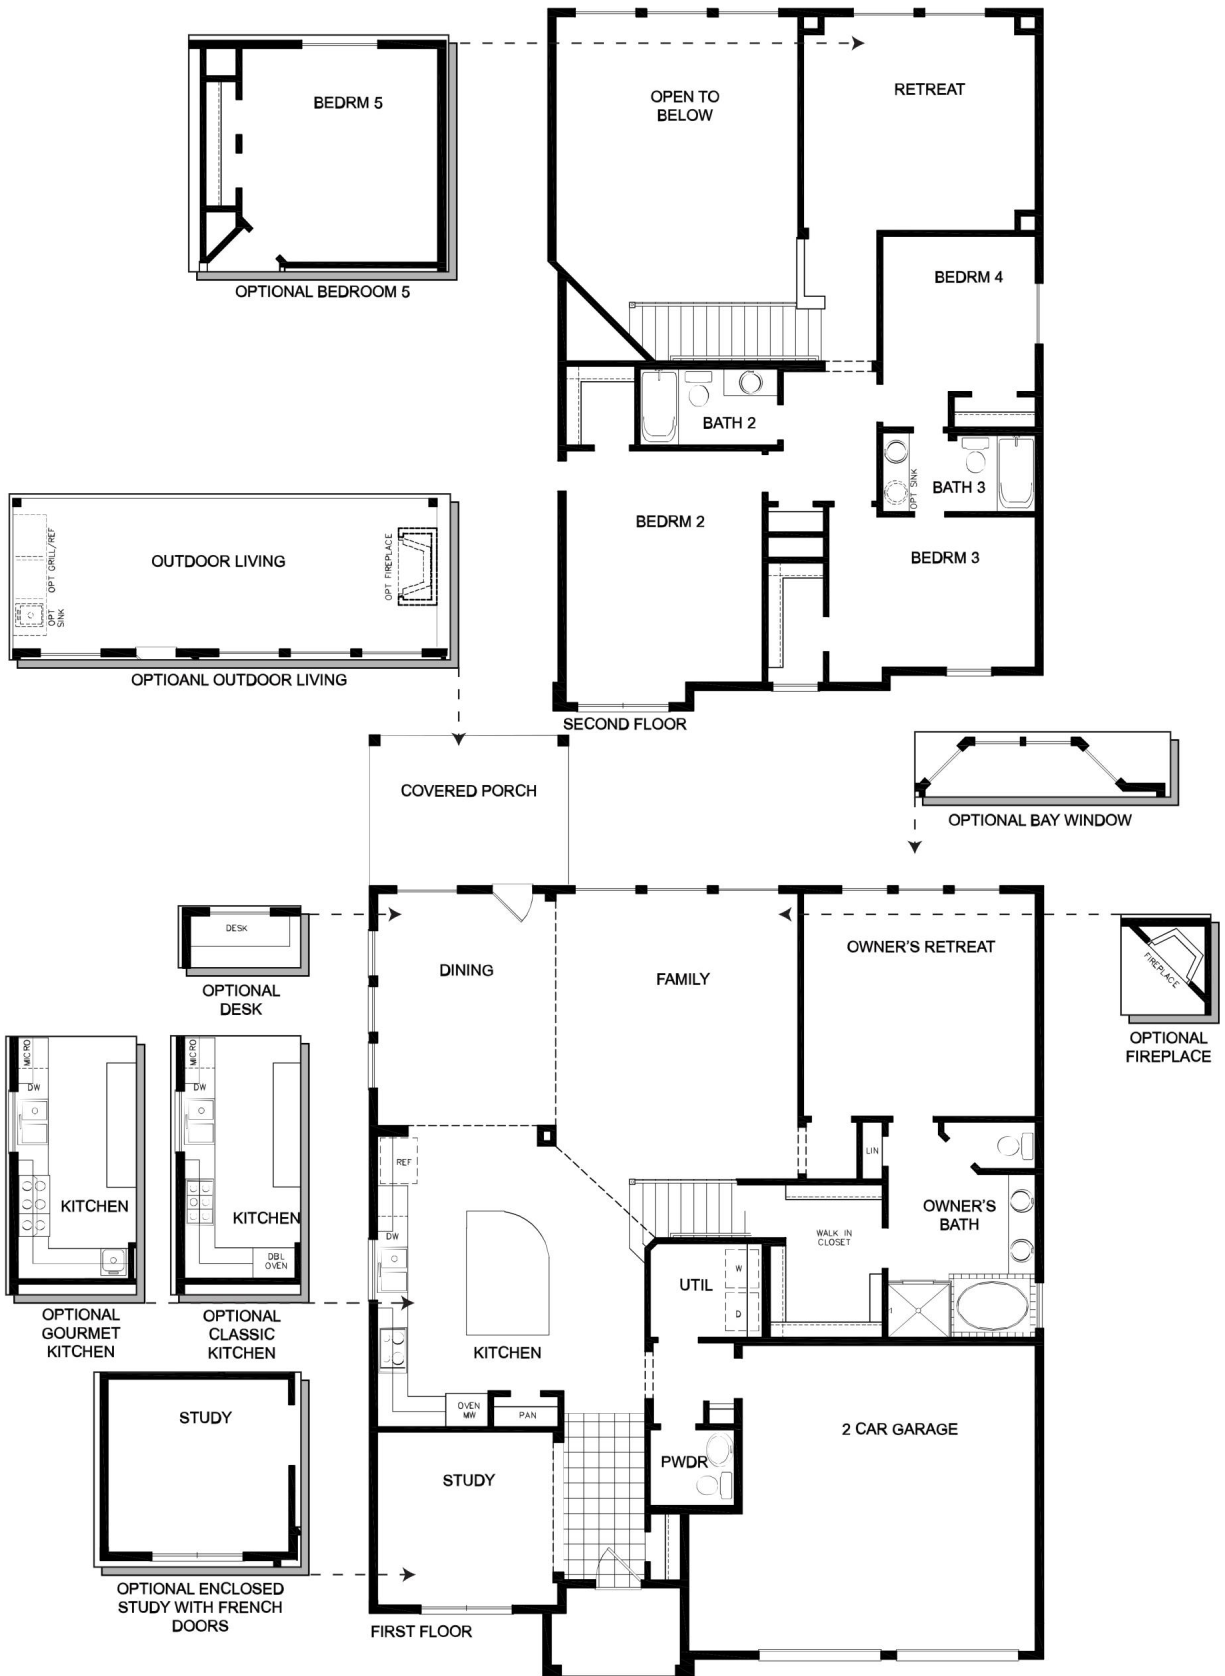 BEDRM 5
OPTIONAL BEDROOM 5
OPEN TO
BELOW
RETREAT
BEDRM 4
BATH 2
BATH 3
OPT SINK
BEDRM 2
BEDRM 3
SECOND FLOOR
OUTDOOR LIVING
OPT GRILL/REF
OPT
SINK
OPT FIREPLACE
OPTIOANL OUTDOOR LIVING
COVERED PORCH
OPTIONAL BAY WINDOW
DESK
OPTIONAL
DESK
DINING
FAMILY
OWNER'S RETREAT
FIREPLACE
OPTIONAL
FIREPLACE
MICRO
DW
KITCHEN
OPTIONAL
GOURMET
KITCHEN
MICRO
DW
KITCHEN
DBL
OVEN
OPTIONAL
CLASSIC
KITCHEN
REF
DW
LIN
OWNER'S
BATH
WALK IN
CLOSET
UTIL
W
D
KITCHEN
OVEN
MW
PAN
STUDY
OPTIONAL ENCLOSED
STUDY WITH FRENCH
DOORS
STUDY
PWDR
2 CAR GARAGE
FIRST FLOOR